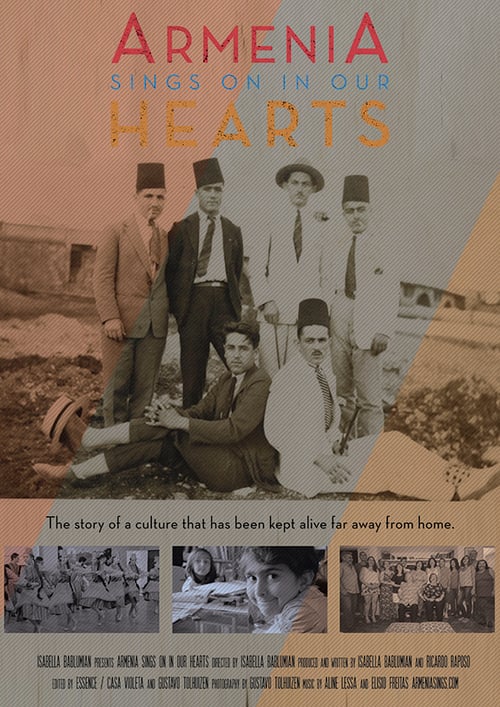 ARMENIA
SINGS ON IN OUR
HEARTS
The story of a culture that has been kept alive far away from home.
ISABELLA BABLUMIAN PRESENTS ARMENIA SINGS ON IN OUR HEARTS DIRECTED BY ISABELLA BABLUMIAN PRODUCED AND WRITTEN BY ISABELLA BABLUMIAN AND RICARDO RAPOSO
EDITED BY ESSENCE / CASA VIOLETA AND GUSTAVO TOLHUIZEN PHOTOGRAPHY BY GUSTAVO TOLHUIZEN MUSIC BY ALINE LESSA AND ELISIO FREITAS ARMENIASINGS.COM